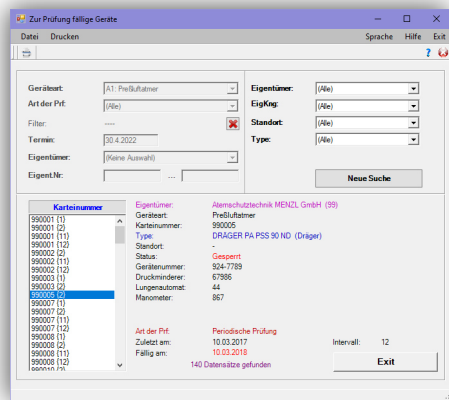 Zur Prüfung fällige Geräte
Datei Drucken Sprache Hilfe Exit
Geräteart: A1: Preßluftatmer
Art der Prf: (Alle)
Filter: ----
Termin: 30.4.2022
Eigentümer: (Keine Auswahl)
Eigent.Nr: ...
Eigentümer: (Alle)
EigKng: (Alle)
Standort: (Alle)
Type: (Alle)
Neue Suche
Karteinummer
990001 (1)
990001 (2)
990001 (11)
990001 (12)
990002 (2)
990002 (11)
990002 (12)
990003 (1)
990003 (2)
990005 (2)
990007 (1)
990007 (2)
990007 (11)
990007 (12)
990008 (1)
990008 (2)
990008 (11)
990008 (12)
990010 (2)
Eigentümer: Atemschutztechnik MENZL GmbH (99)
Geräteart: Preßluftatmer
Karteinummer: 990005
Type: DRÄGER PA PSS 90 ND (Dräger)
Standort: -
Status: Gesperrt
Gerätenummer: 924-7789
Druckminderer: 67986
Lungenautomat: 44
Manometer: 867
Art der Prf: Periodische Prüfung
Zuletzt am: 10.03.2017 Intervall: 12
Fällig am: 10.03.2018
140 Datensätze gefunden
Exit